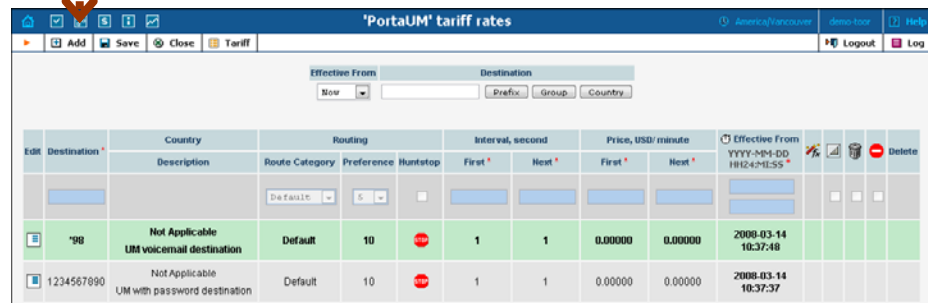 'PortaUM' tariff rates America/Vancouver demo-toor Help
Add Save Close Tariff Logout Log
Effective From Destination
Now Prefix Group Country
Edit Destination * Country Routing Interval, second Price, USD/minute Effective From Delete
Description Route Category Preference Huntstop First * Next * First * Next * YYYY-MM-DD
HH24:MI:SS *
Default 5
*98 Not Applicable Default 10 STOP 1 1 0.00000 0.00000 2008-03-14
UM voicemail destination 10:37:48
1234567890 Not Applicable Default 10 STOP 1 1 0.00000 0.00000 2008-03-14
UM with password destination 10:37:37